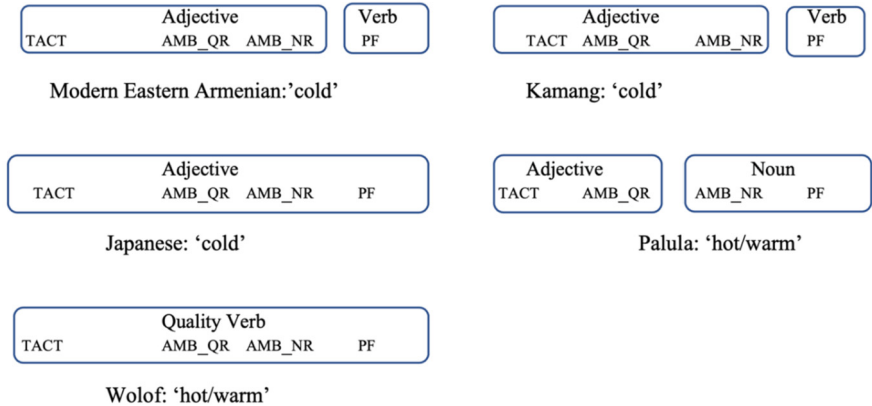 Adjective Verb
TACT AMB_QR AMB_NR PF
Modern Eastern Armenian:’cold’
Adjective Verb
TACT AMB_QR AMB_NR PF
Kamang: ‘cold’
Adjective
TACT AMB_QR AMB_NR PF
Japanese: ‘cold’
Adjective Noun
TACT AMB_QR AMB_NR PF
Palula: ‘hot/warm’
Quality Verb
TACT AMB_QR AMB_NR PF
Wolof: ‘hot/warm’